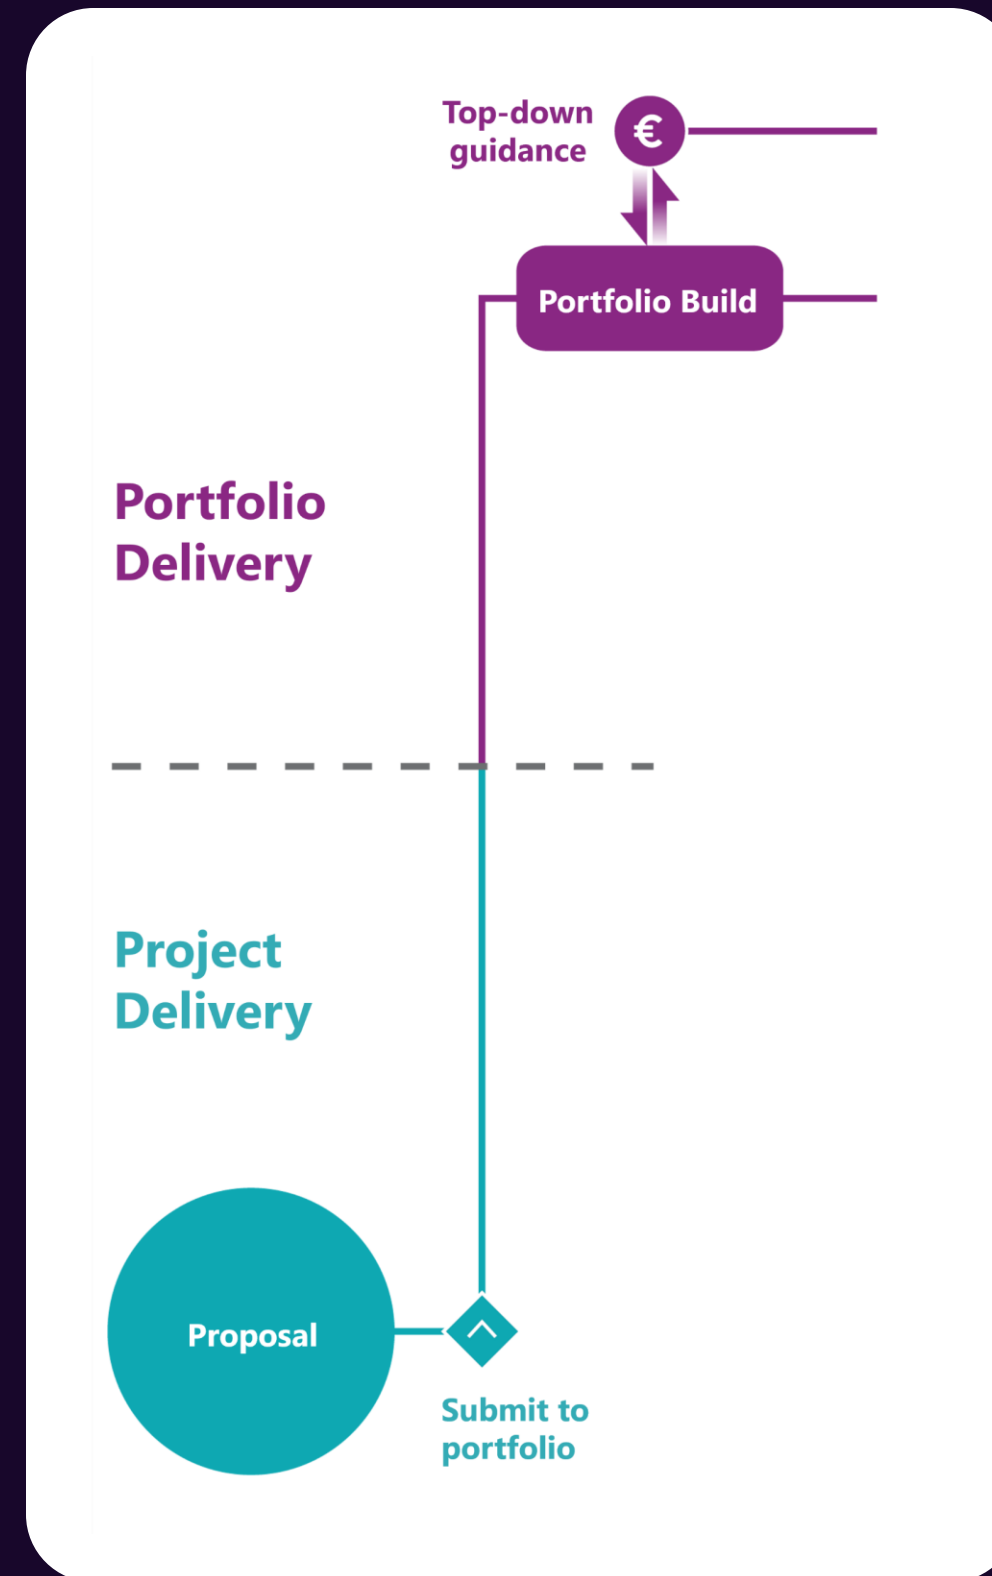 Top-down
guidance
€
Portfolio Build
Portfolio
Delivery
Project
Delivery
Proposal
Submit to
portfolio